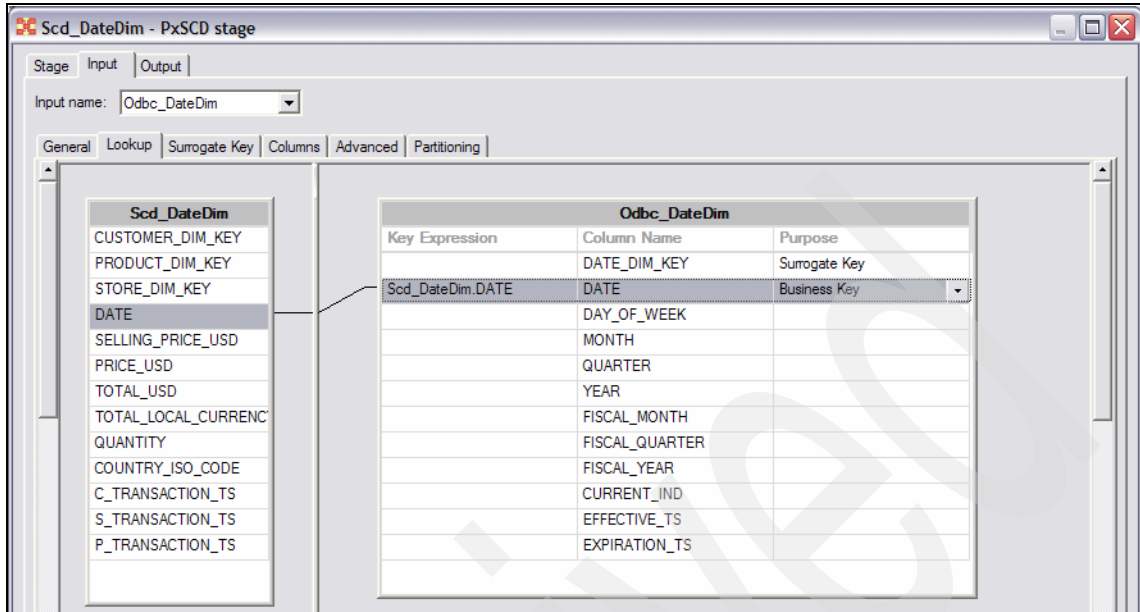 Scd_DateDim - PxSCD stage
Stage Input Output
Input name: Odbc_DateDim
General Lookup Surrogate Key Columns Advanced Partitioning
Scd_DateDim
CUSTOMER_DIM_KEY
PRODUCT_DIM_KEY
STORE_DIM_KEY
DATE
SELLING_PRICE_USD
PRICE_USD
TOTAL_USD
TOTAL_LOCAL_CURRENC
QUANTITY
COUNTRY_ISO_CODE
C_TRANSACTION_TS
S_TRANSACTION_TS
P_TRANSACTION_TS
Odbc_DateDim
Key Expression Column Name Purpose
DATE_DIM_KEY Surrogate Key
Scd_DateDim.DATE DATE Business Key
DAY_OF_WEEK
MONTH
QUARTER
YEAR
FISCAL_MONTH
FISCAL_QUARTER
FISCAL_YEAR
CURRENT_IND
EFFECTIVE_TS
EXPIRATION_TS